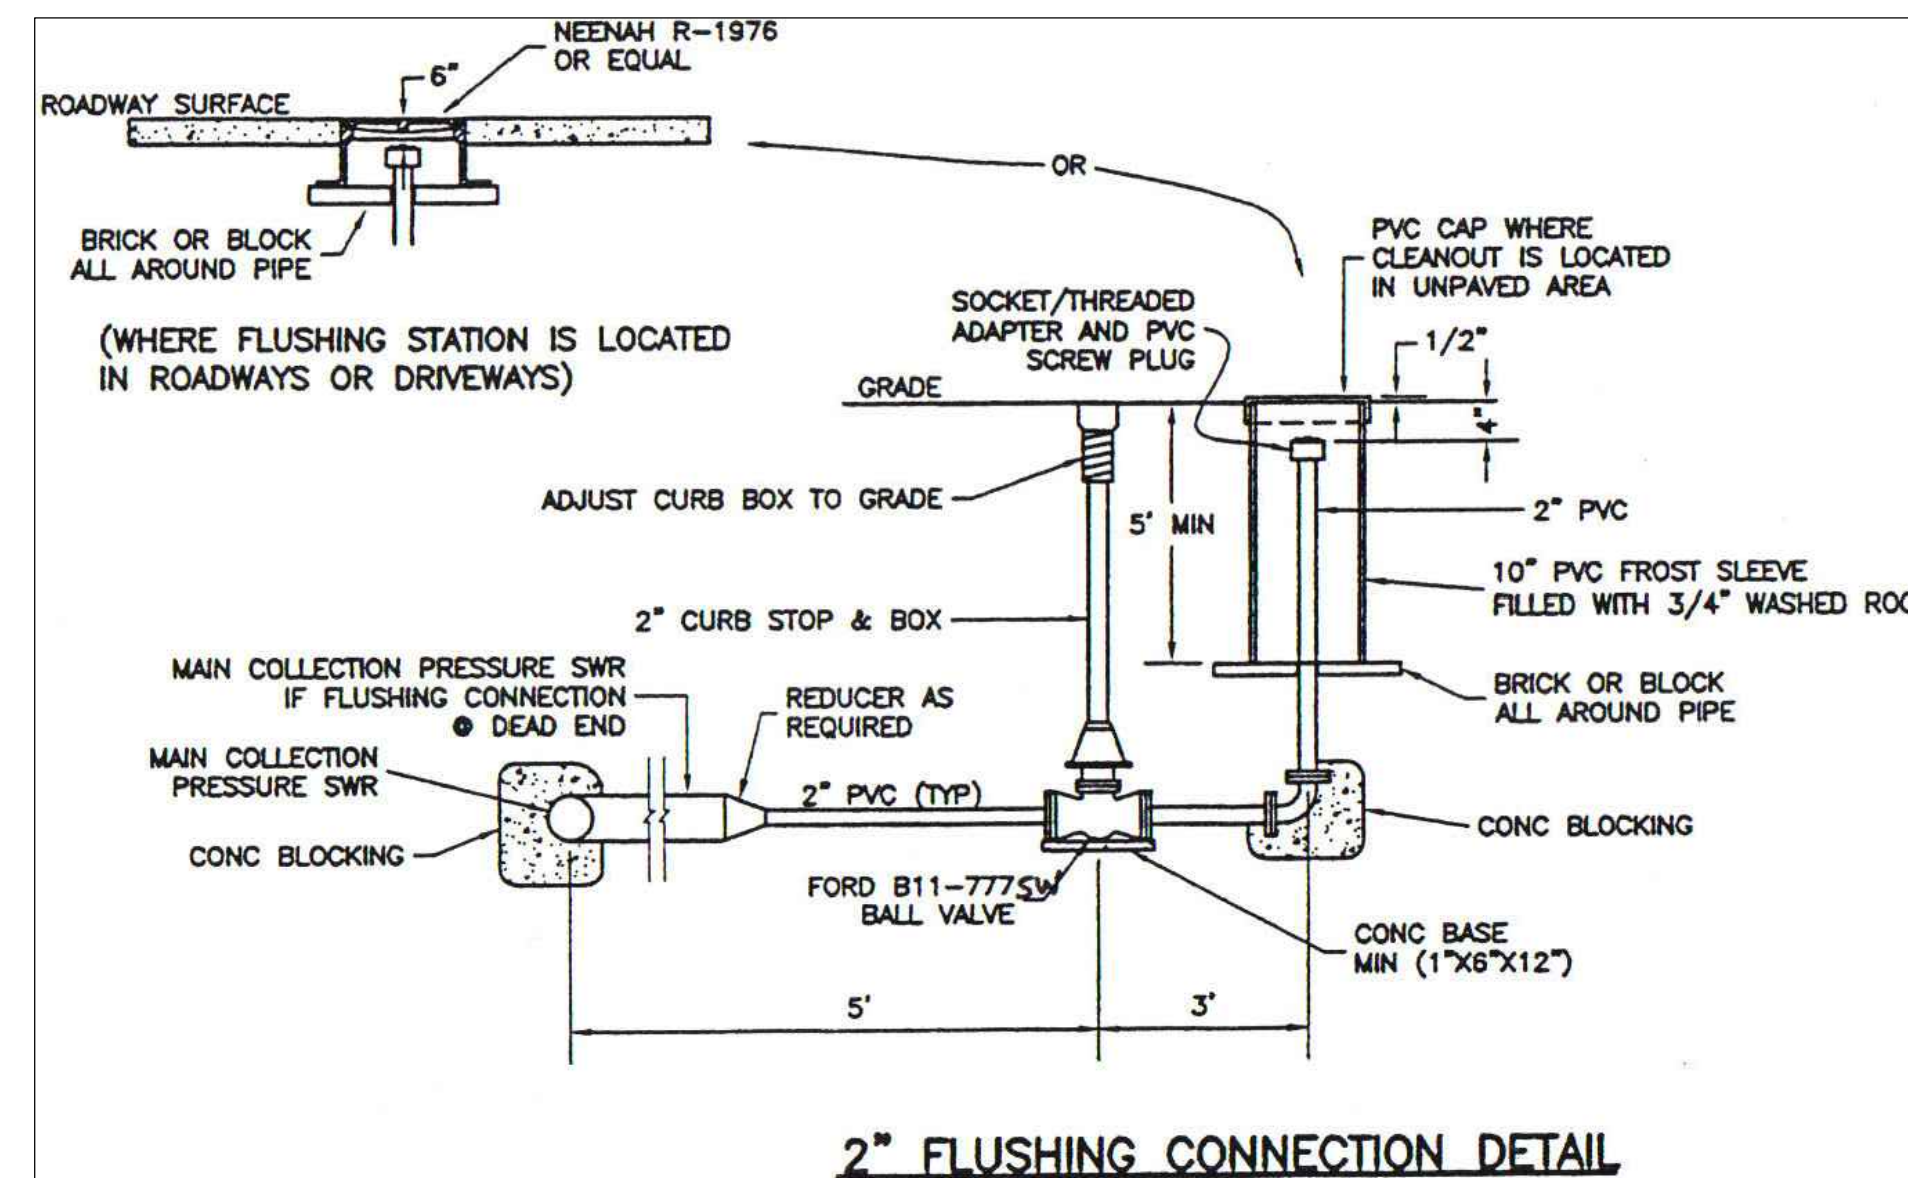 NEENAH R-1976
OR EQUAL
6"
ROADWAY SURFACE
OR
BRICK OR BLOCK
ALL AROUND PIPE
(WHERE FLUSHING STATION IS LOCATED
IN ROADWAYS OR DRIVEWAYS)
PVC CAP WHERE
CLEANOUT IS LOCATED
IN UNPAVED AREA
SOCKET/THREADED
ADAPTER AND PVC
SCREW PLUG
1/2"
GRADE
4"
ADJUST CURB BOX TO GRADE
5' MIN
2" PVC
10" PVC FROST SLEEVE
FILLED WITH 3/4" WASHED ROC
2" CURB STOP & BOX
MAIN COLLECTION PRESSURE SWR
IF FLUSHING CONNECTION
@ DEAD END
REDUCER AS
REQUIRED
BRICK OR BLOCK
ALL AROUND PIPE
MAIN COLLECTION
PRESSURE SWR
2" PVC (TYP)
CONC BLOCKING
CONC BLOCKING
FORD B11-777SW
BALL VALVE
CONC BASE
MIN (1"X6"X12")
5'
3'
2" FLUSHING CONNECTION DETAIL